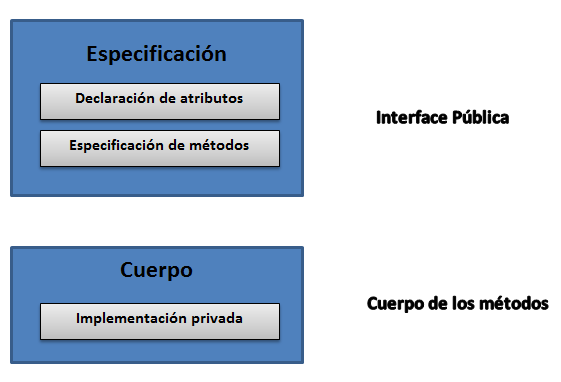 Especificación
Declaración de atributos
Especificación de métodos
Interface Pública
Cuerpo
Implementación privada
Cuerpo de los métodos